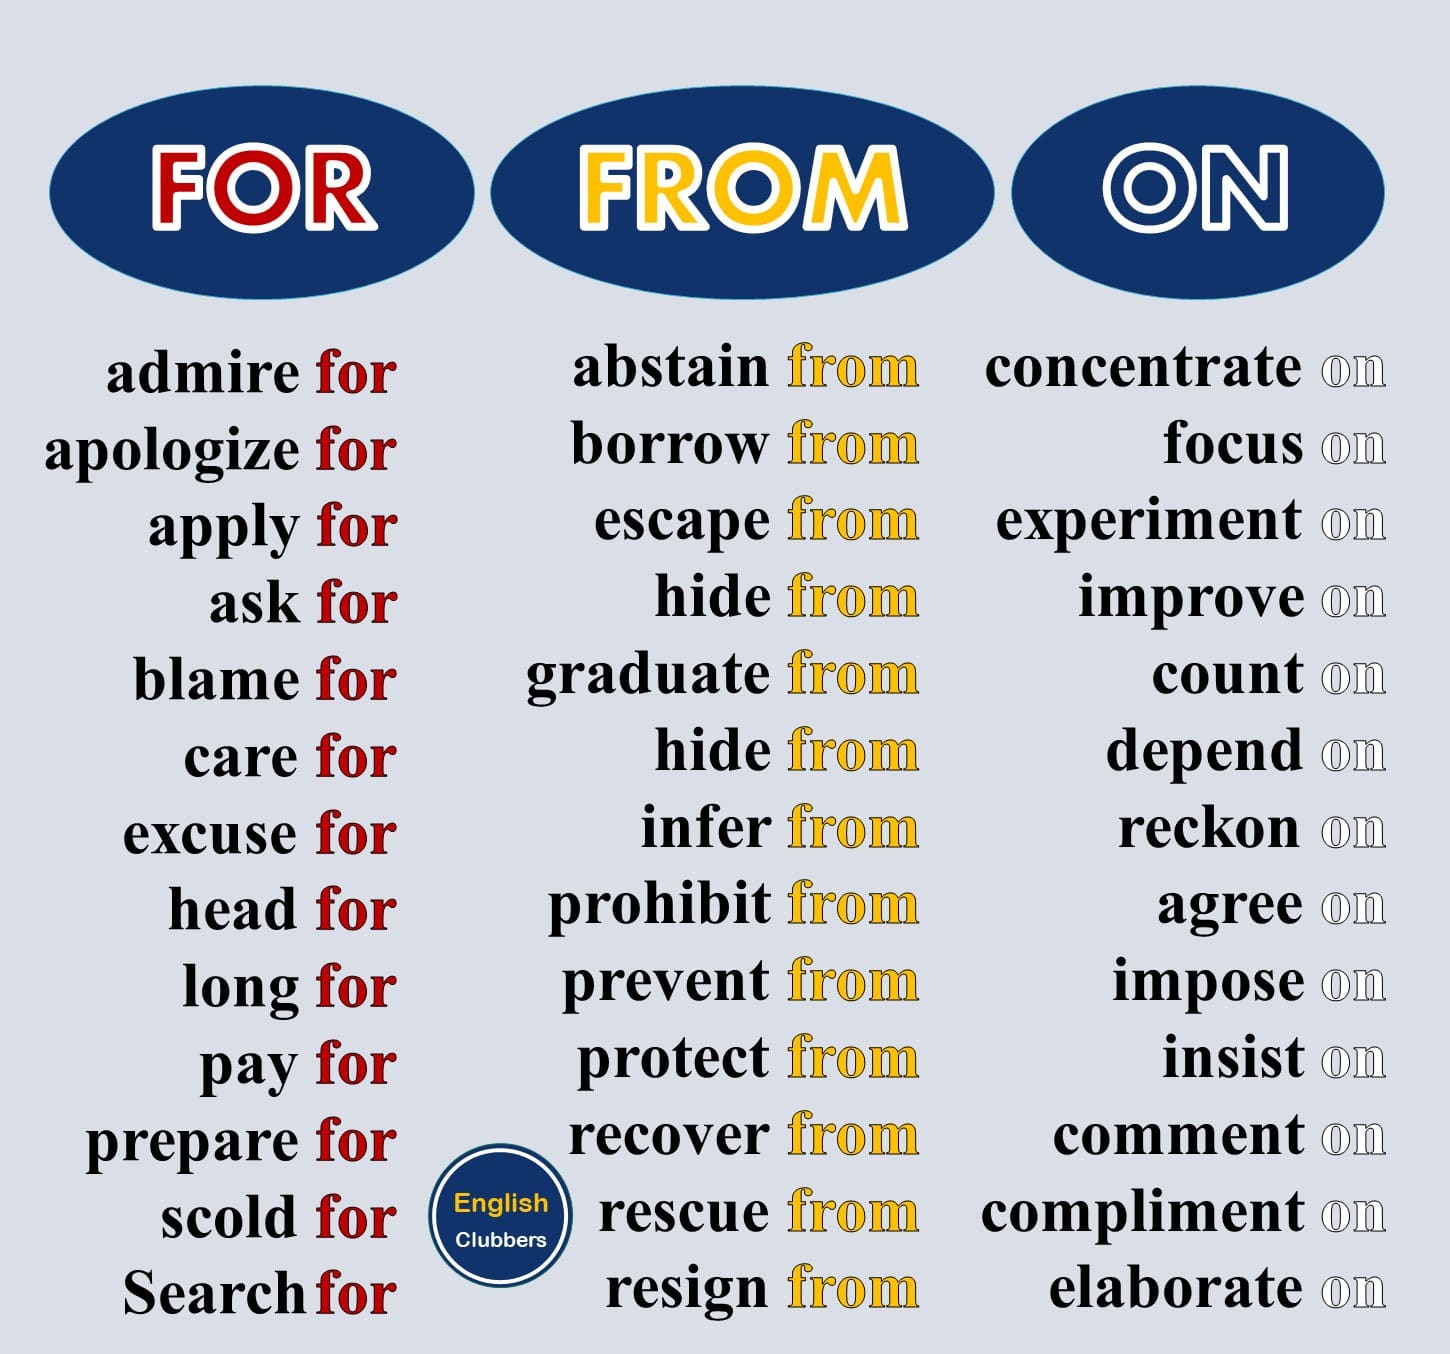 FOR
admire for
apologize for
apply for
ask for
blame for
care for
excuse for
head for
long for
pay for
prepare for
scold for
Search for
FROM
abstain from
borrow from
escape from
hide from
graduate from
hide from
infer from
prohibit from
prevent from
protect from
recover from
rescue from
resign from
ON
concentrate on
focus on
experiment on
improve on
count on
depend on
reckon on
agree on
impose on
insist on
comment on
compliment on
elaborate on
English
Clubbers